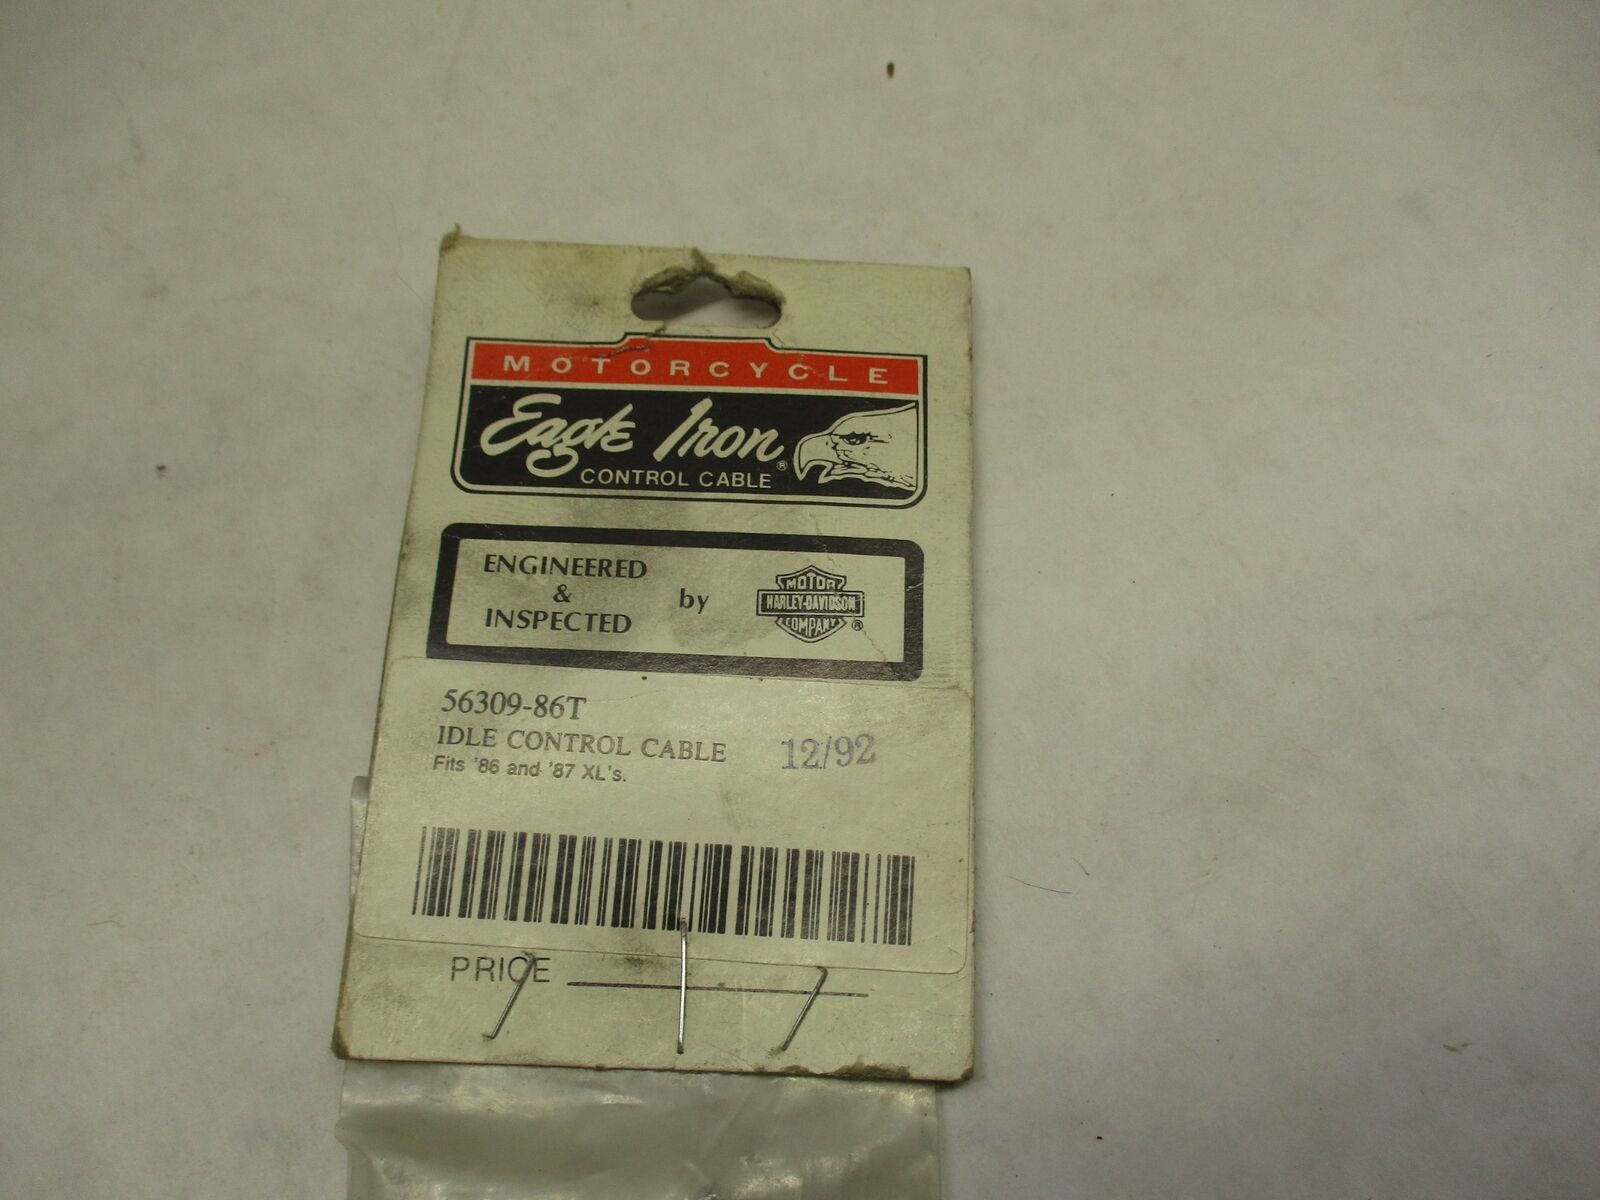 MOTORCYCLE
Eagle Iron®
CONTROL CABLE
ENGINEERED
&
INSPECTED
by
MOTOR
HARLEY-DAVIDSON
COMPANY
®
56309-86T
IDLE CONTROL CABLE 12/92
Fits '86 and '87 XL's.
PRICE